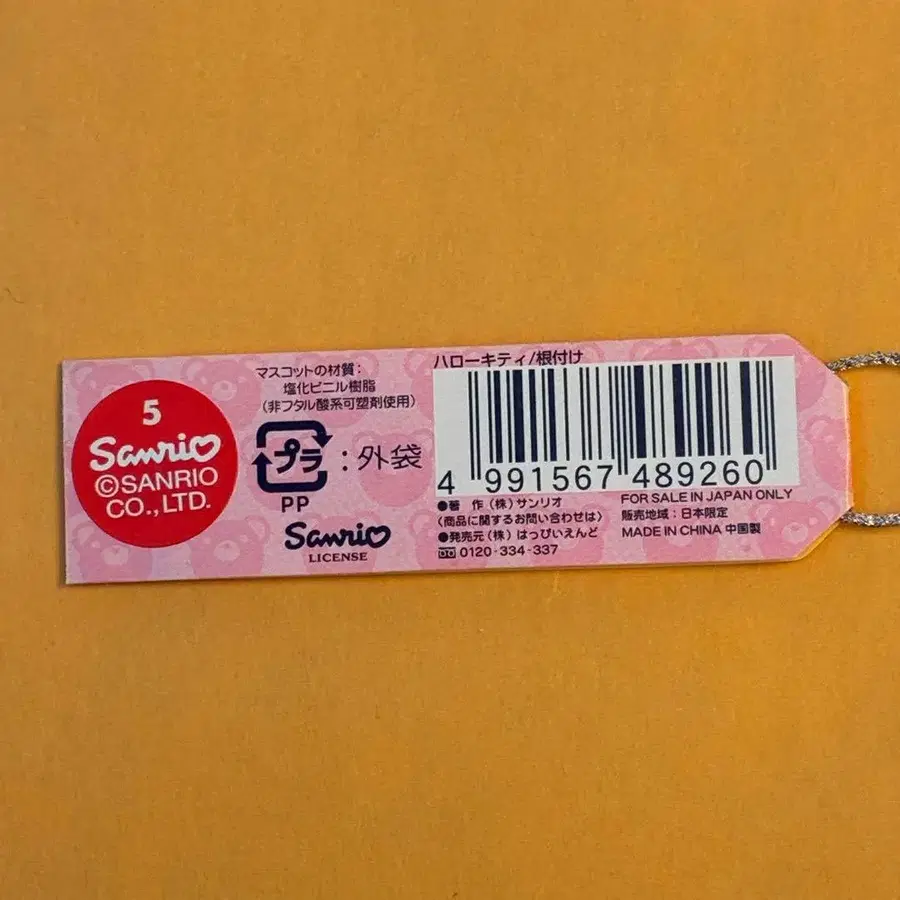 5
Sanrio
©SANRIO
CO., LTD.
マスコットの材質:
塩化ビニル樹脂
(非フタル酸系可塑剤使用)
プラ:外袋
PP
Sanrio
LICENSE
ハローキティ/根付け
4 991567 489260
●著 作(株)サンリオ
(商品に関するお問い合わせは)
●発売元(株)はっぴいえんど
0120-334-337
FOR SALE IN JAPAN ONLY
販売地域:日本限定
MADE IN CHINA 中国製